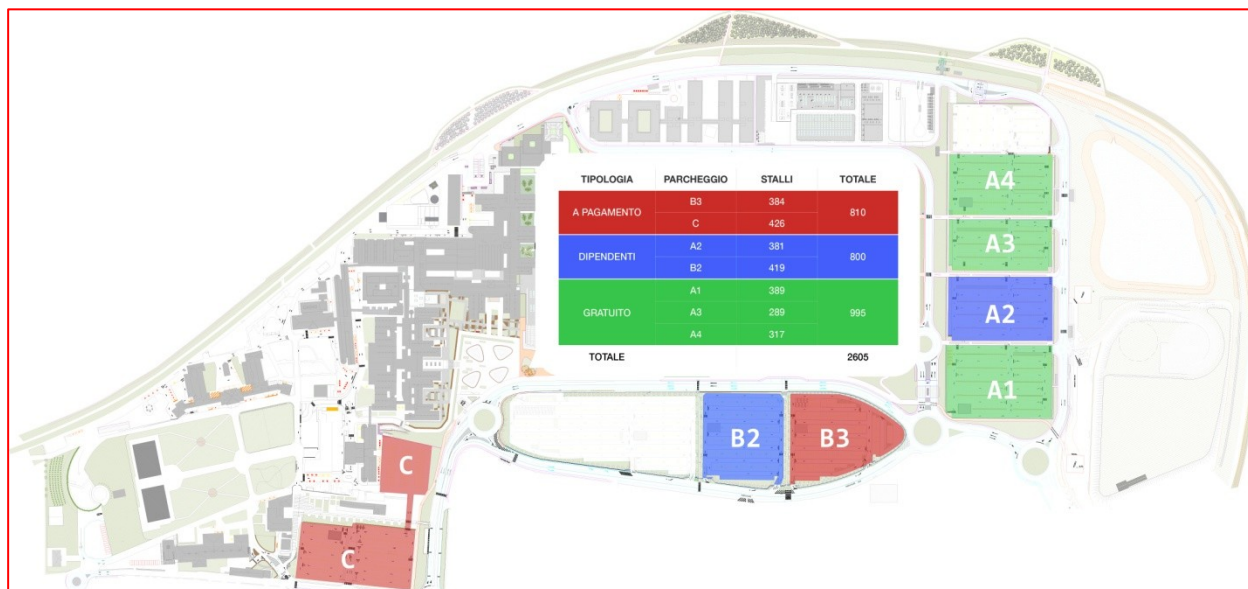 TIPOLOGIA PARCHEGGIO STALLI TOTALE
A PAGAMENTO B3 384 810
C 426
DIPENDENTI A2 381 800
B2 419
GRATUITO A1 389 995
A3 289
A4 317
TOTALE 2605
A4
A3
A2
A1
B2
B3
C
C